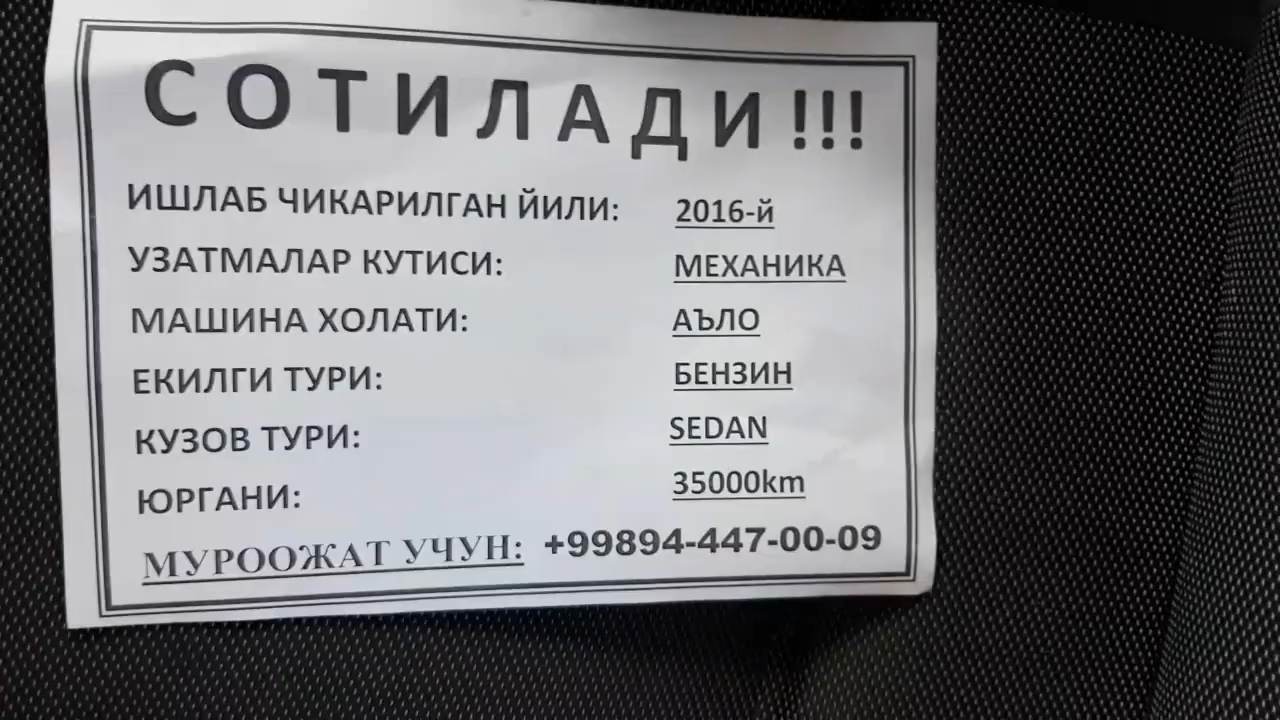 СОТИЛАДИ!!!
ИШЛАБ ЧИКАРИЛГАН ЙИЛИ: 2016-й
УЗАТМАЛАР КУТИСИ: МЕХАНИКА
МАШИНА ХОЛАТИ: АЪЛО
ЕКИЛГИ ТУРИ: БЕНЗИН
КУЗОВ ТУРИ: SEDAN
ЮРГАНИ: 35000km
МУРООЖАТ УЧУН: +99894-447-00-09